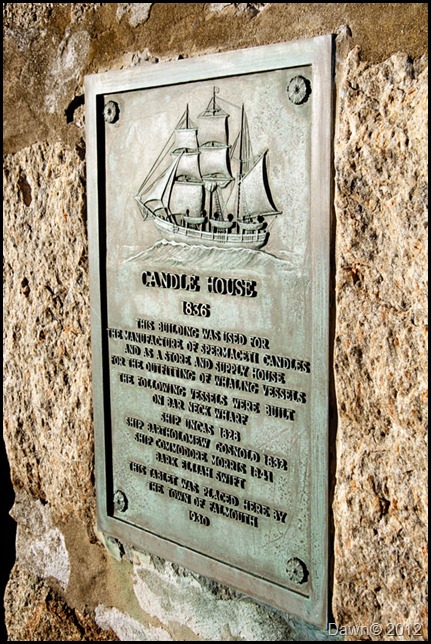 CANDLE HOUSE
1836
THIS BUILDING WAS USED FOR
THE MANUFACTURE OF SPERMACETI CANDLES
AND AS A STORE AND SUPPLY HOUSE
FOR THE OUTFITTING OF WHALING VESSELS
THE FOLLOWING VESSELS WERE BUILT
ON BAR NECK WHARF
SHIP UNCAS 1828
SHIP BARTHOLOMEW GOSNOLD 1832
SHIP COMMODORE MORRIS 1841
BARK ELIJAH SWIFT
THIS TABLET WAS PLACED HERE BY
THE TOWN OF FALMOUTH
1930
Dawn© 2012